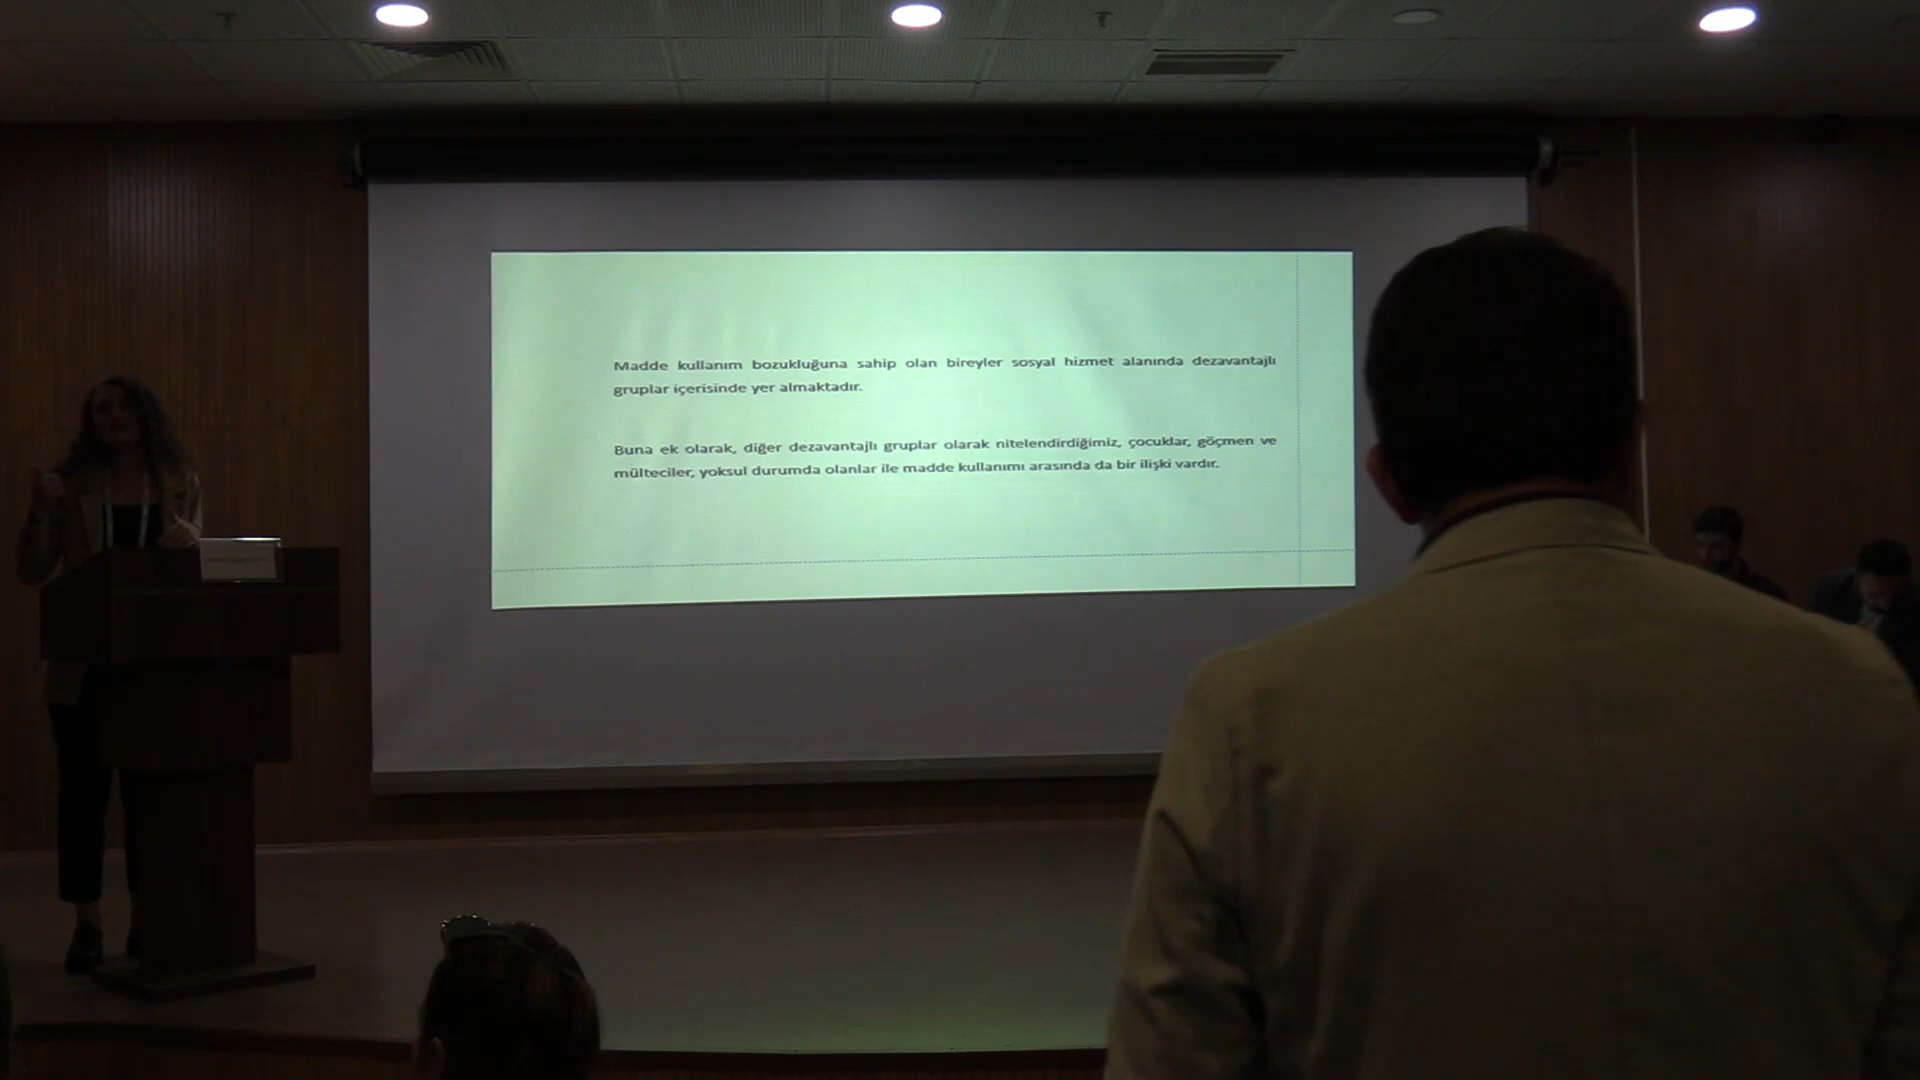 Madde kullanım bozukluğuna sahip olan bireyler sosyal hizmet alanında dezavantajlı
gruplar içerisinde yer almaktadır.
Buna ek olarak, diğer dezavantajlı gruplar olarak nitelendirdiğimiz, çocuklar, göçmen ve
mülteciler, yoksul durumda olanlar ile madde kullanımı arasında da bir ilişki vardır.